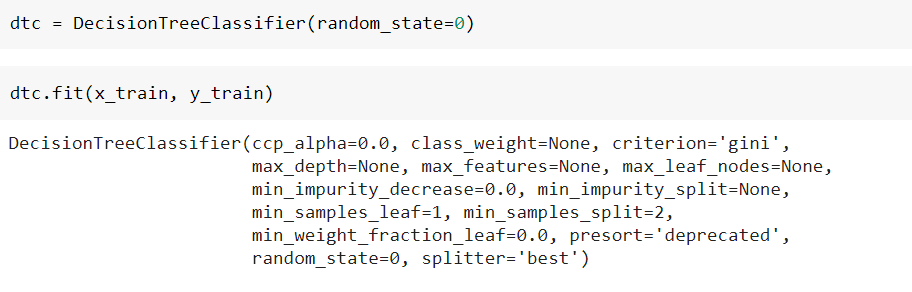 dtc = DecisionTreeClassifier(random_state=0)
dtc.fit(x_train, y_train)
DecisionTreeClassifier(ccp_alpha=0.0, class_weight=None, criterion='gini',
max_depth=None, max_features=None, max_leaf_nodes=None,
min_impurity_decrease=0.0, min_impurity_split=None,
min_samples_leaf=1, min_samples_split=2,
min_weight_fraction_leaf=0.0, presort='deprecated',
random_state=0, splitter='best')